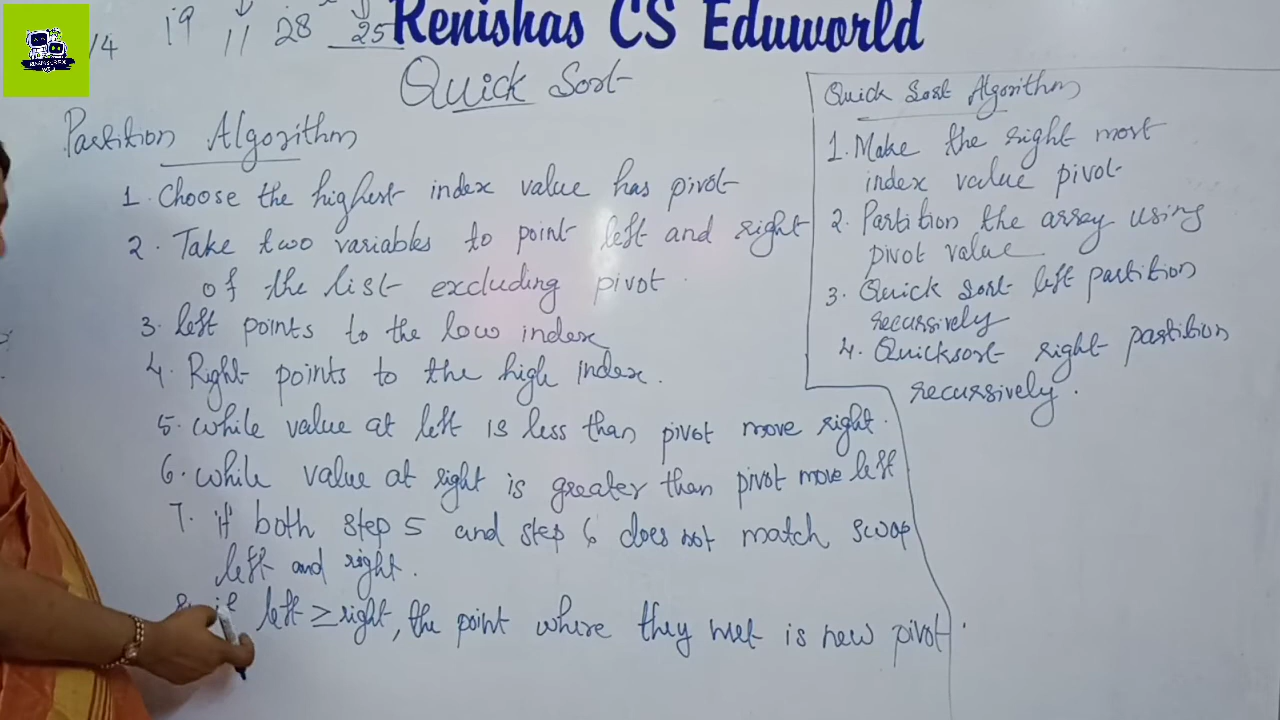 /4 19 11 28 25
Renishas CS Eduworld
Quick Sort
Partition Algorithm
1. Choose the highest index value has pivot
2. Take two variables to point left and right
of the list excluding pivot.
3. left points to the low index
4. Right points to the high index.
5. while value at left is less than pivot move right.
6. while value at right is greater than pivot move left
7. if both step 5 and step 6 does not match swap
left and right.
8. if left ≥ right, the point where they met is new pivot.
Quick Sort Algorithm
1. Make the right most
index value pivot
2. Partition the array using
pivot value
3. Quick sort left partition
recursively
4. Quicksort right partition
recursively.